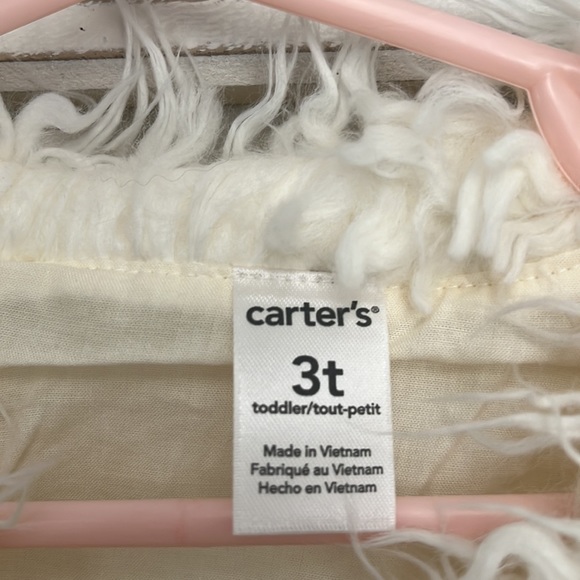 carter's®
3t
toddler/tout-petit
Made in Vietnam
Fabriqué au Vietnam
Hecho en Vietnam